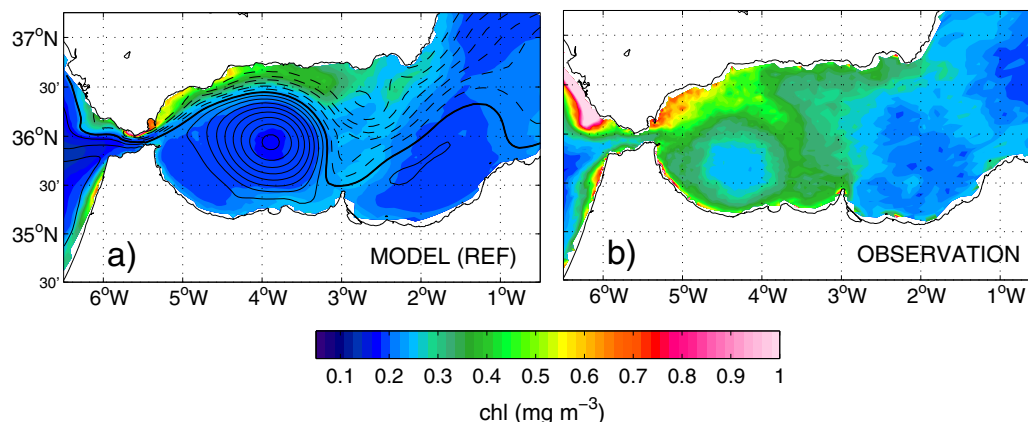 37°N
30'
36°N
30'
35°N
30'
a)
MODEL (REF)
6°W
5°W
4°W
3°W
2°W
1°W
b)
OBSERVATION
6°W
5°W
4°W
3°W
2°W
1°W
0.1 0.2 0.3 0.4 0.5 0.6 0.7 0.8 0.9 1
chl (mg m⁻³)